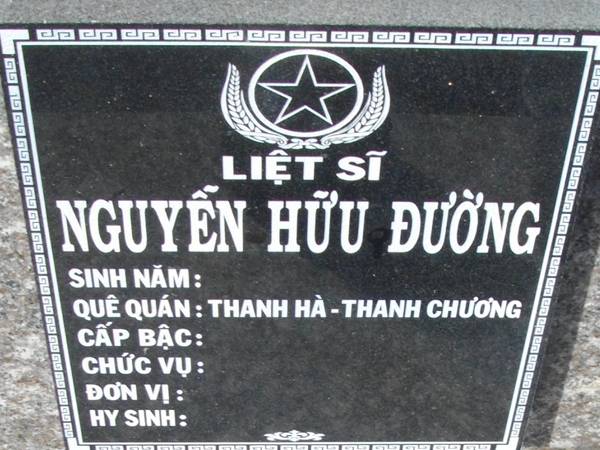 LIỆT SĨ
NGUYỄN HỮU ĐƯỜNG
SINH NĂM :
QUÊ QUÁN : THANH HÀ - THANH CHƯƠNG
CẤP BẬC :
CHỨC VỤ :
ĐƠN VỊ :
HY SINH :